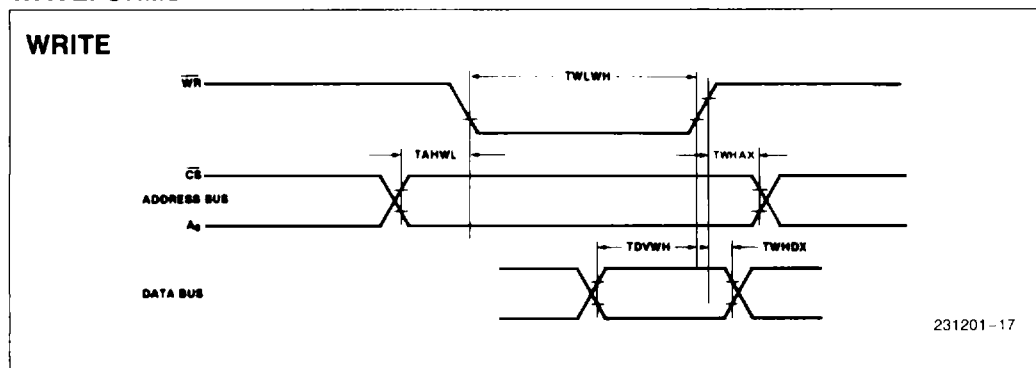 WRITE
WR
TWLWH
TAHWL
TWHAX
CS
ADDRESS BUS
A₀
TDVWH
TWHDX
DATA BUS
231201-17